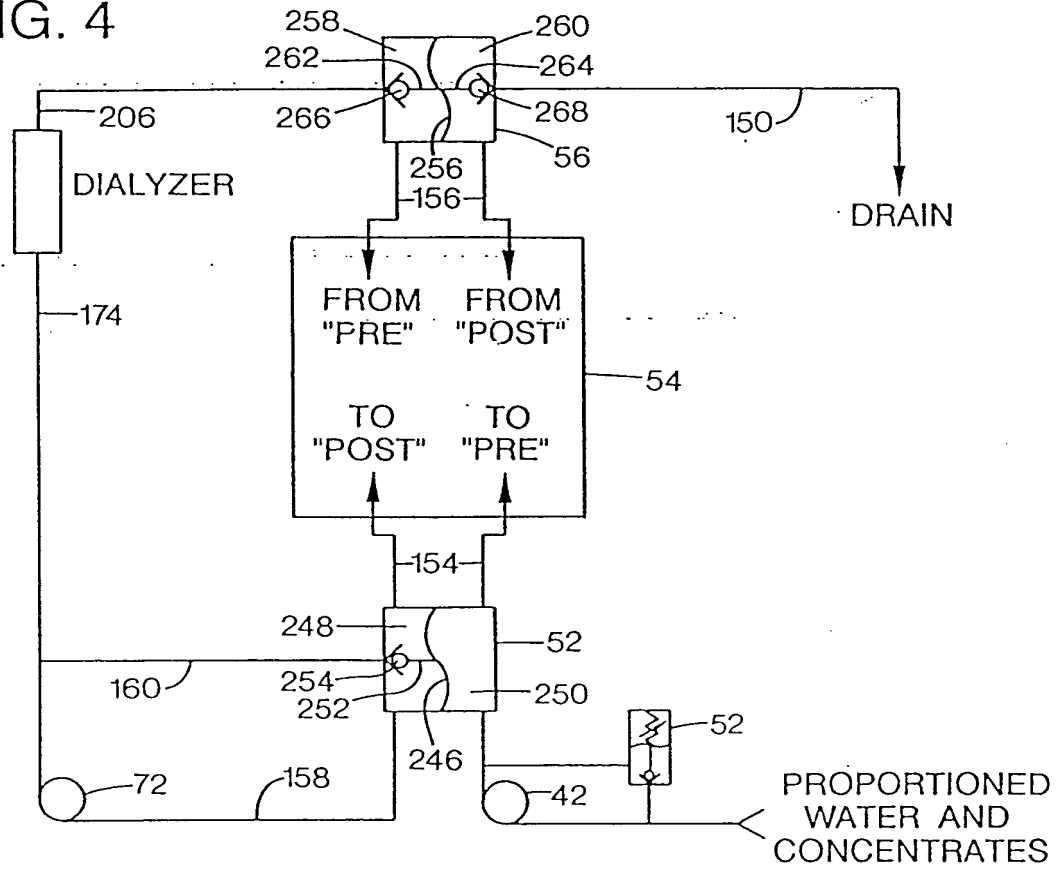 IG. 4
258
260
262
264
206
266
268
150
256
56
DIALYZER
156
DRAIN
FROM "PRE"
FROM "POST"
174
54
TO "POST"
TO "PRE"
154
248
52
254
160
252
250
246
52
72
158
42
PROPORTIONED
WATER AND
CONCENTRATES